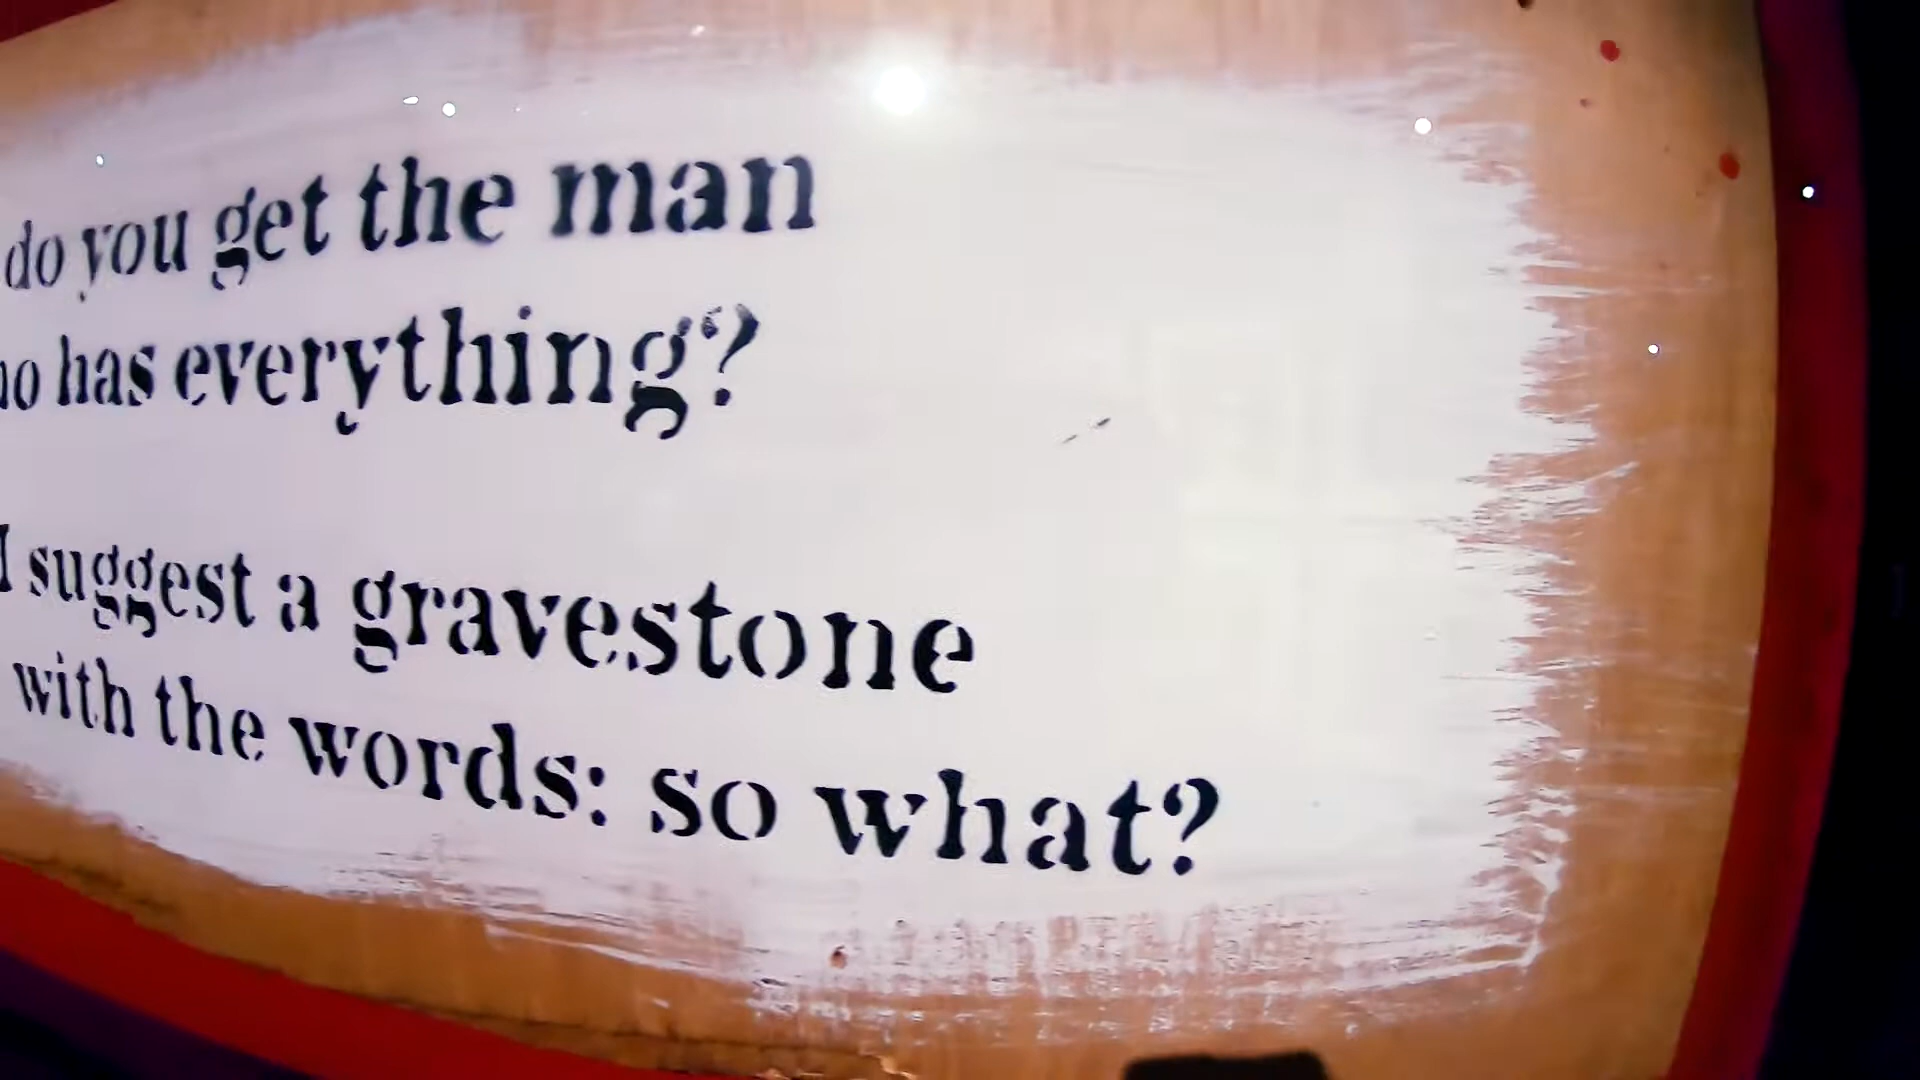 do you get the man
has everything?
I suggest a gravestone
with the words: so what?